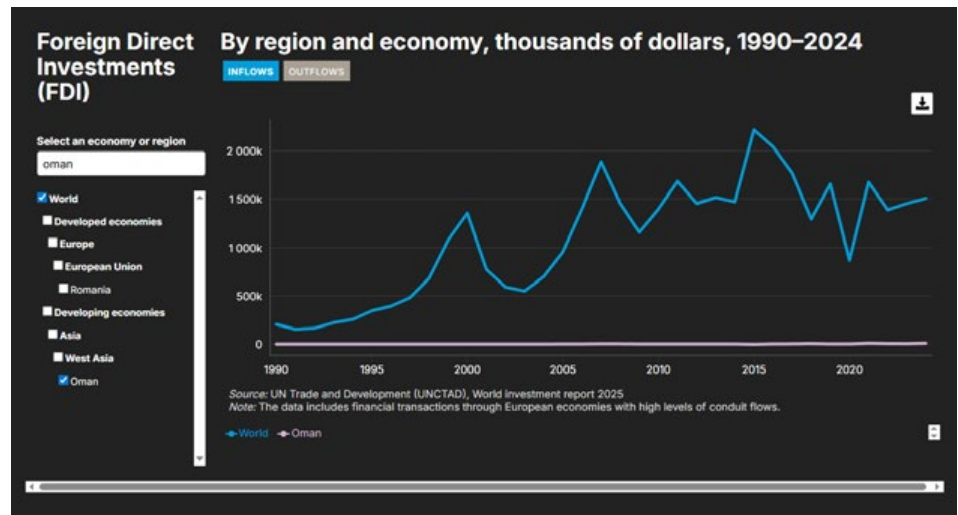 Foreign Direct
Investments
(FDI)
By region and economy, thousands of dollars, 1990–2024
INFLOWS OUTFLOWS
Select an economy or region
oman
World
Developed economies
Europe
European Union
Romania
Developing economies
Asia
West Asia
Oman
2 000k
1 500k
1 000k
500k
0
1990 1995 2000 2005 2010 2015 2020
Source: UN Trade and Development (UNCTAD), World investment report 2025
Note: The data includes financial transactions through European economies with high levels of conduit flows.
World Oman